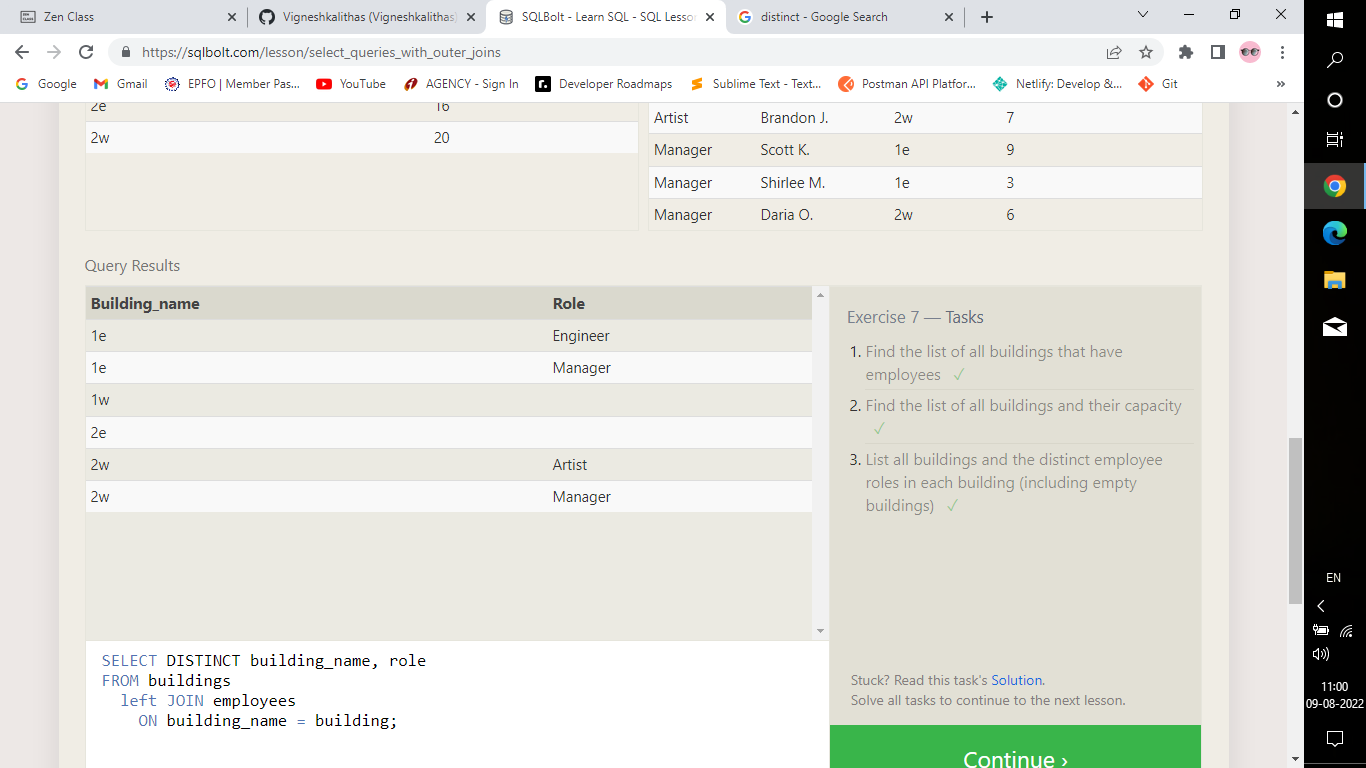 Zen Class
Vigneshkalithas (Vigneshkalithas)
SQLBolt - Learn SQL - SQL Lesso
distinct - Google Search
https://sqlbolt.com/lesson/select_queries_with_outer_joins
Google
Gmail
EPFO | Member Pas...
YouTube
AGENCY - Sign In
Developer Roadmaps
Sublime Text - Text...
Postman API Platfor...
Netlify: Develop &...
Git
»
2e 16
2w 20
Artist Brandon J. 2w 7
Manager Scott K. 1e 9
Manager Shirlee M. 1e 3
Manager Daria O. 2w 6
Query Results
Building_name Role
1e Engineer
1e Manager
1w
2e
2w Artist
2w Manager
Exercise 7 — Tasks
1. Find the list of all buildings that have
employees ✓
2. Find the list of all buildings and their capacity
✓
3. List all buildings and the distinct employee
roles in each building (including empty
buildings) ✓
Stuck? Read this task's Solution.
Solve all tasks to continue to the next lesson.
Continue ›
SELECT DISTINCT building_name, role
FROM buildings
left JOIN employees
ON building_name = building;
EN
11:00
09-08-2022